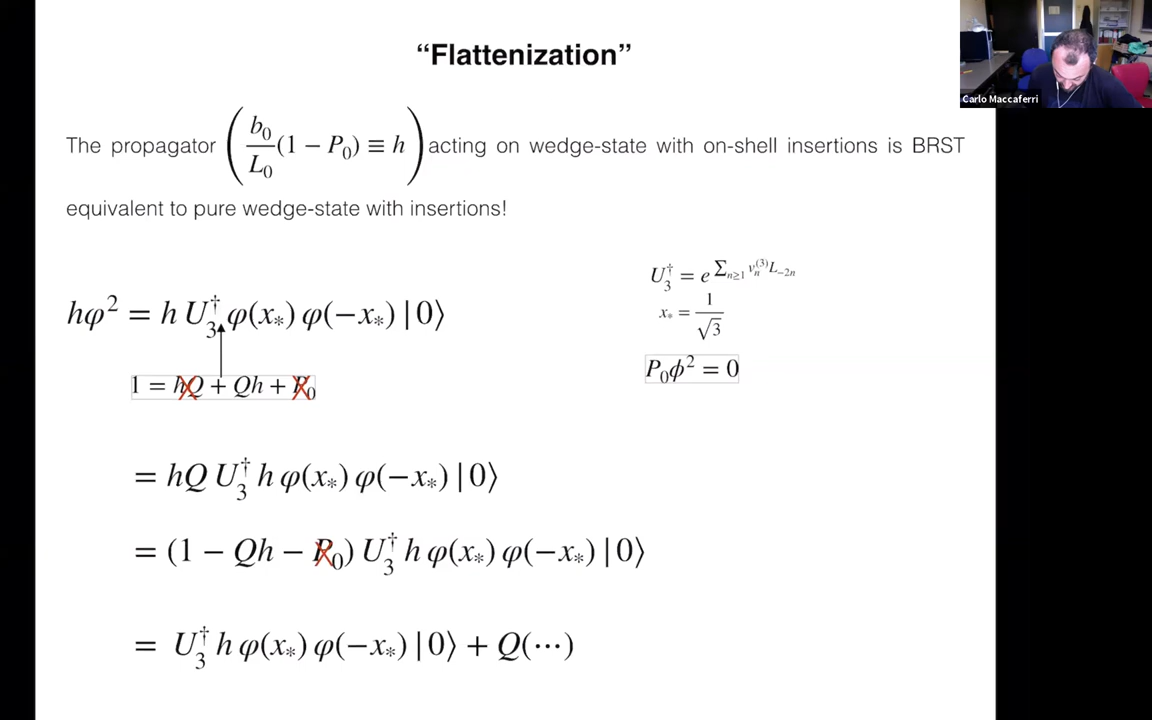 “Flattenization”
Carlo Maccaferri
The propagator $\left(\frac{b_0}{L_0}(1 - P_0) \equiv h\right)$ acting on wedge-state with on-shell insertions is BRST
equivalent to pure wedge-state with insertions!
$U_3^\dagger = e^{\sum_{n\geq 1} v_n^{(3)} L_{-2n}}$
$x_* = \frac{1}{\sqrt{3}}$
$h\varphi^2 = h\, U_3^\dagger \varphi(x_*)\, \varphi(-x_*)\, |0\rangle$
$P_0\phi^2 = 0$
$1 = hQ + Qh + P_0$
$= hQ\, U_3^\dagger\, h\, \varphi(x_*)\, \varphi(-x_*)\, |0\rangle$
$= (1 - Qh - P_0)\, U_3^\dagger\, h\, \varphi(x_*)\, \varphi(-x_*)\, |0\rangle$
$= U_3^\dagger\, h\, \varphi(x_*)\, \varphi(-x_*)\, |0\rangle + Q(\cdots)$